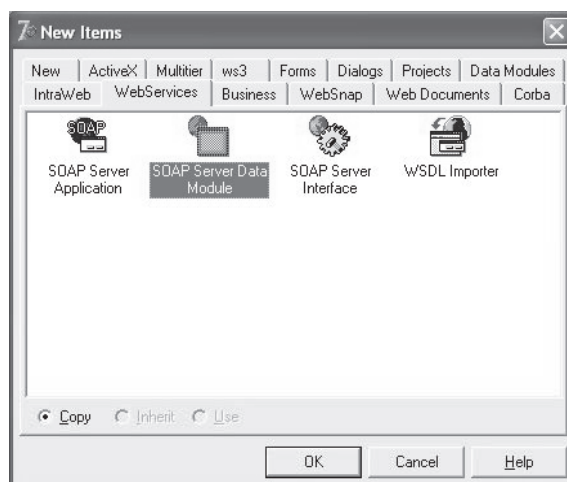 7 New Items
New ActiveX Multitier ws3 Forms Dialogs Projects Data Modules
IntraWeb WebServices Business WebSnap Web Documents Corba
SOAP
SOAP Server Application
SOAP Server Data Module
SOAP Server Interface
WSDL Importer
Copy Inherit Use
OK Cancel Help